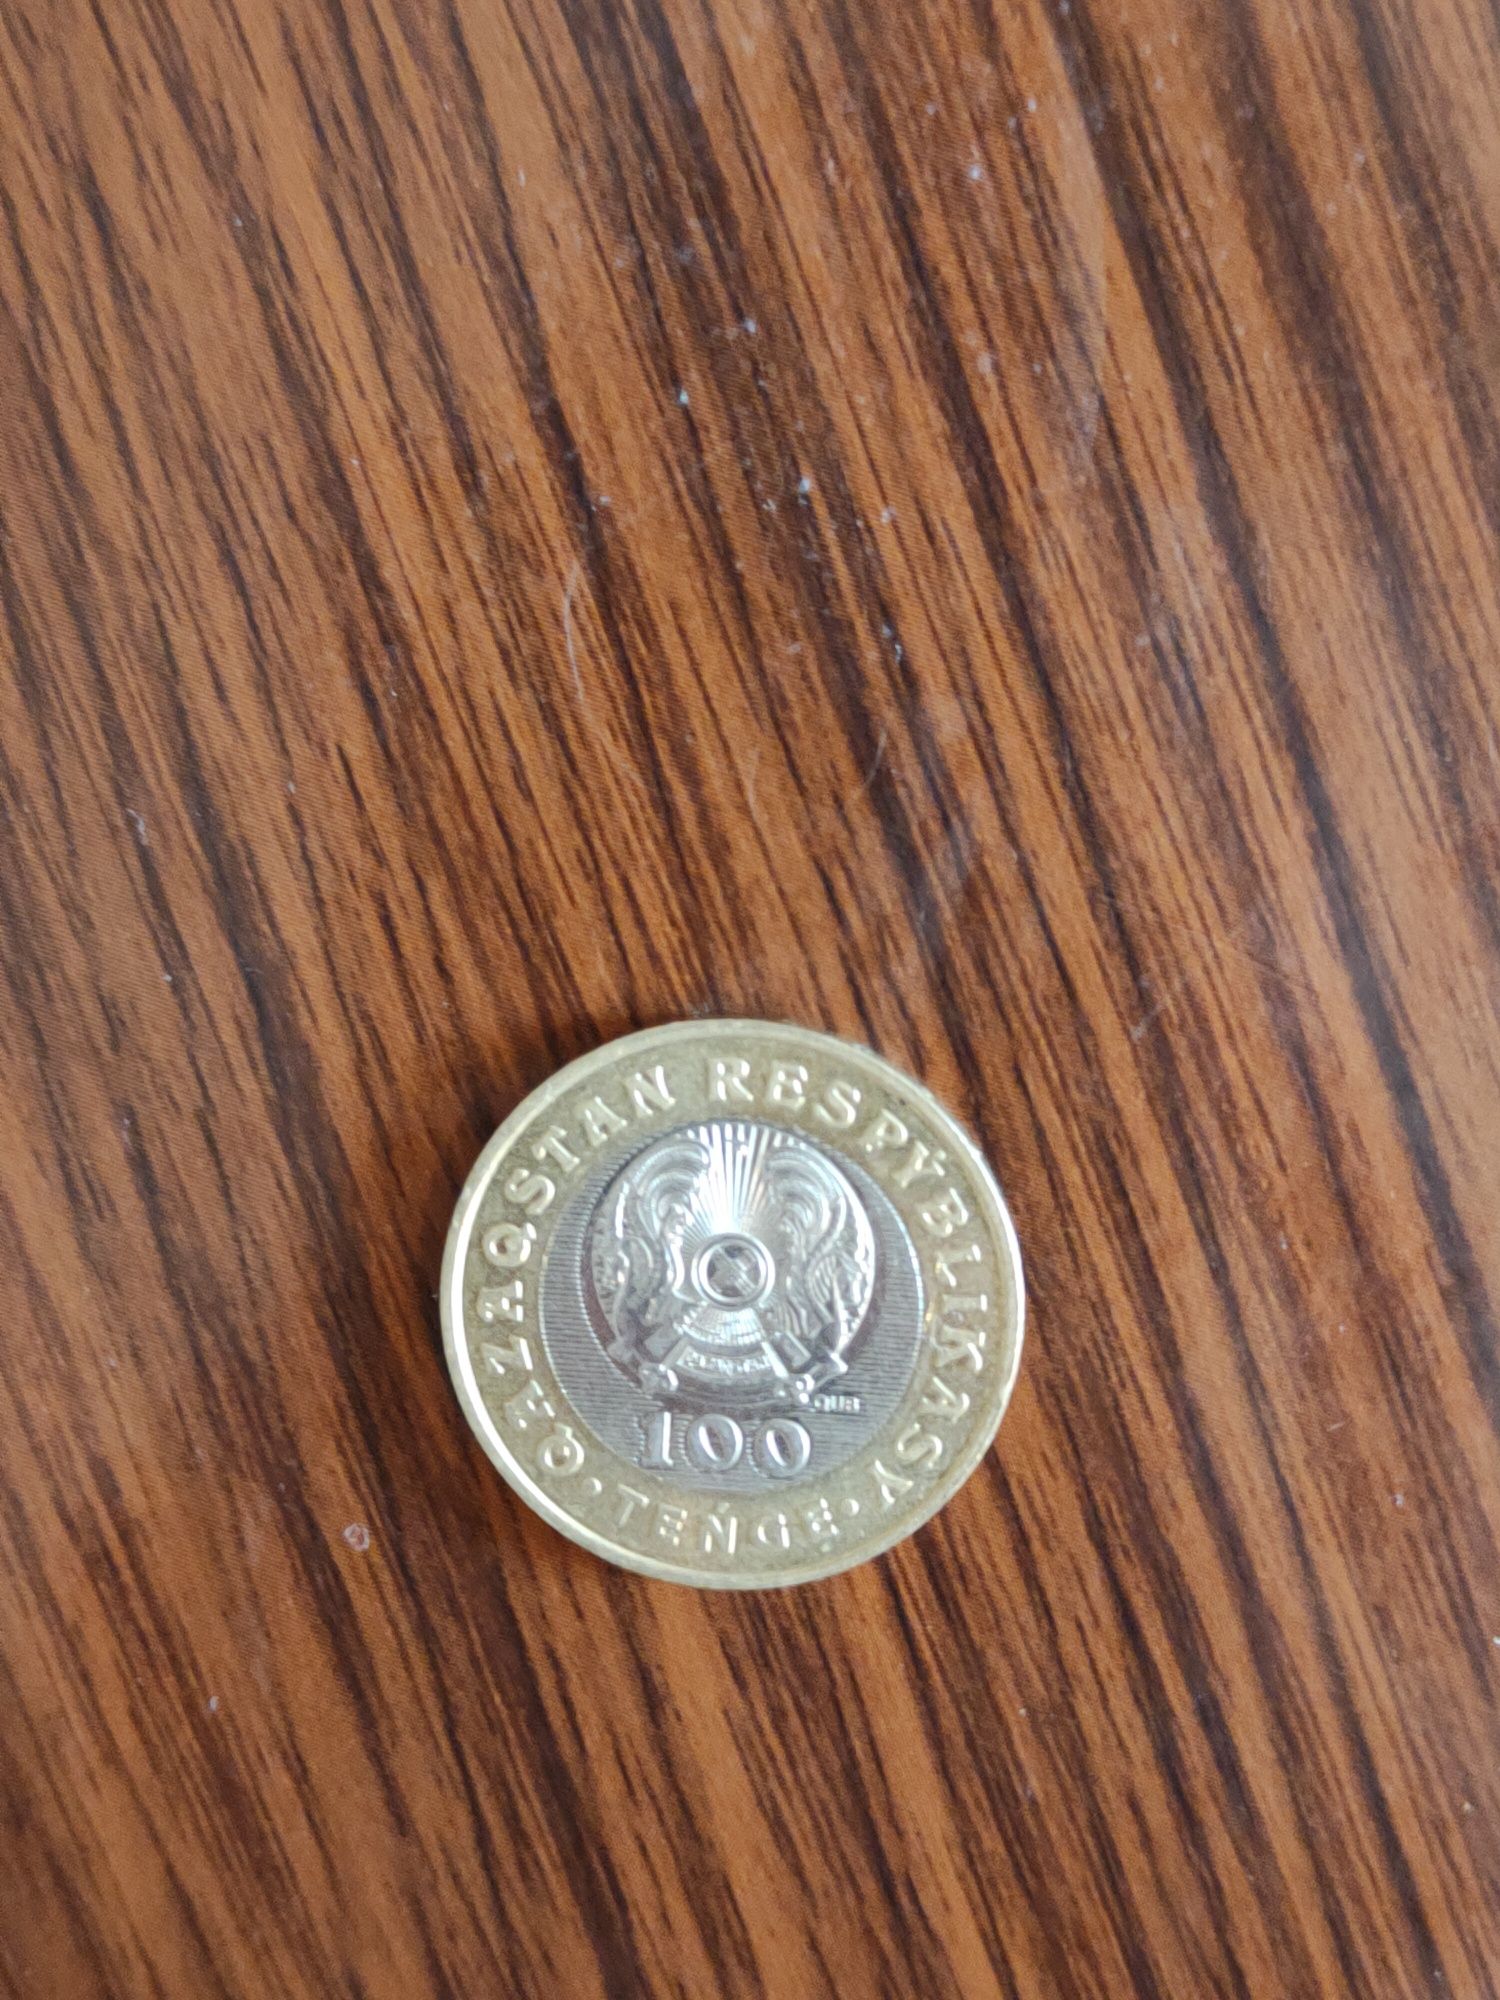 QAZAQSTAN RESPÝBLIKASY
100
· TEŃGE ·